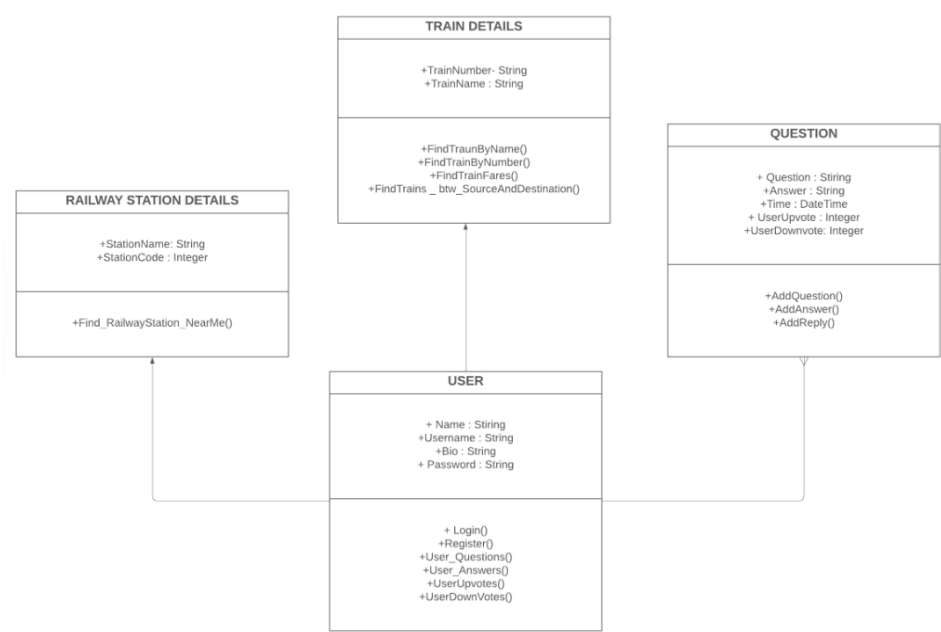 TRAIN DETAILS
+TrainNumber- String
+TrainName : String
+FindTraunByName()
+FindTrainByNumber()
+FindTrainFares()
+FindTrains _ btw_SourceAndDestination()
QUESTION
+ Question : Stiring
+Answer : String
+Time : DateTime
+ UserUpvote : Integer
+UserDownvote: Integer
+AddQuestion()
+AddAnswer()
+AddReply()
RAILWAY STATION DETAILS
+StationName: String
+StationCode : Integer
+Find_RailwayStation_NearMe()
USER
+ Name : Stiring
+Username : String
+Bio : String
+ Password : String
+ Login()
+Register()
+User_Questions()
+User_Answers()
+UserUpvotes()
+UserDownVotes()